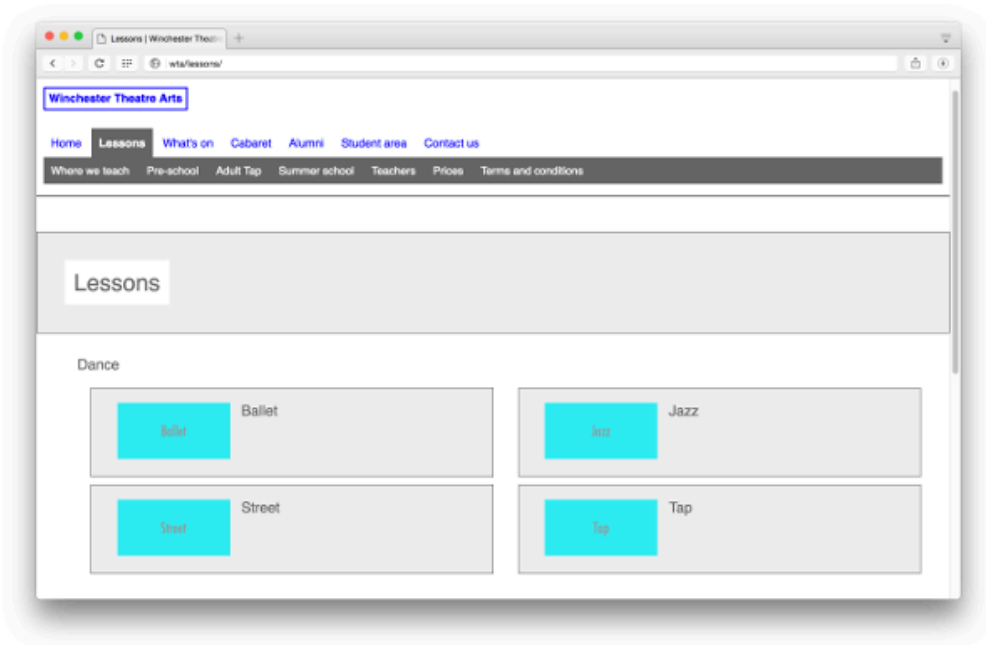 Lessons | Winchester Theatr
wta/lessons/
Winchester Theatre Arts
Home Lessons What's on Cabaret Alumni Student area Contact us
Where we teach Pre-school Adult Tap Summer school Teachers Prices Terms and conditions
Lessons
Dance
Ballet Ballet
Jazz Jazz
Street Street
Tap Tap